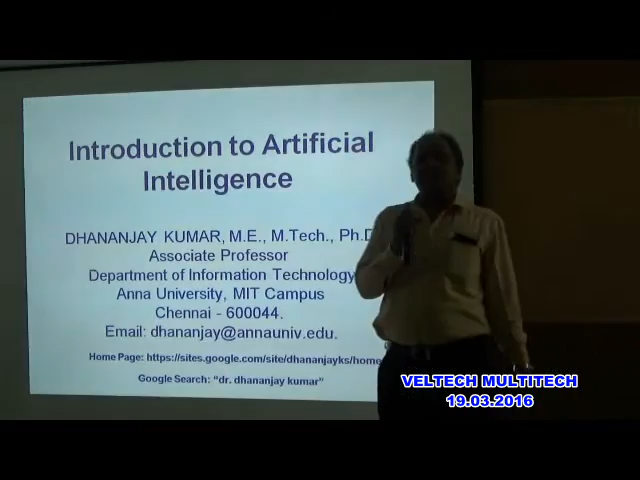 Introduction to Artificial
Intelligence
DHANANJAY KUMAR, M.E., M.Tech., Ph.D
Associate Professor
Department of Information Technology
Anna University, MIT Campus
Chennai - 600044.
Email: dhananjay@annauniv.edu.
Home Page: https://sites.google.com/site/dhananjayks/home
Google Search: “dr. dhananjay kumar”
VELTECH MULTITECH
19.03.2016